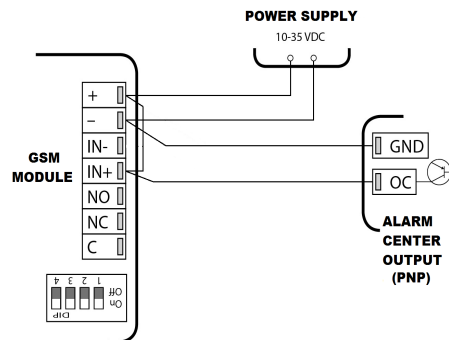 POWER SUPPLY
10-35 VDC
+
–
IN-
IN+
NO
NC
C
GSM
MODULE
GND
OC
ALARM
CENTER
OUTPUT
(PNP)
4 3 2 1
Off
On
DIP